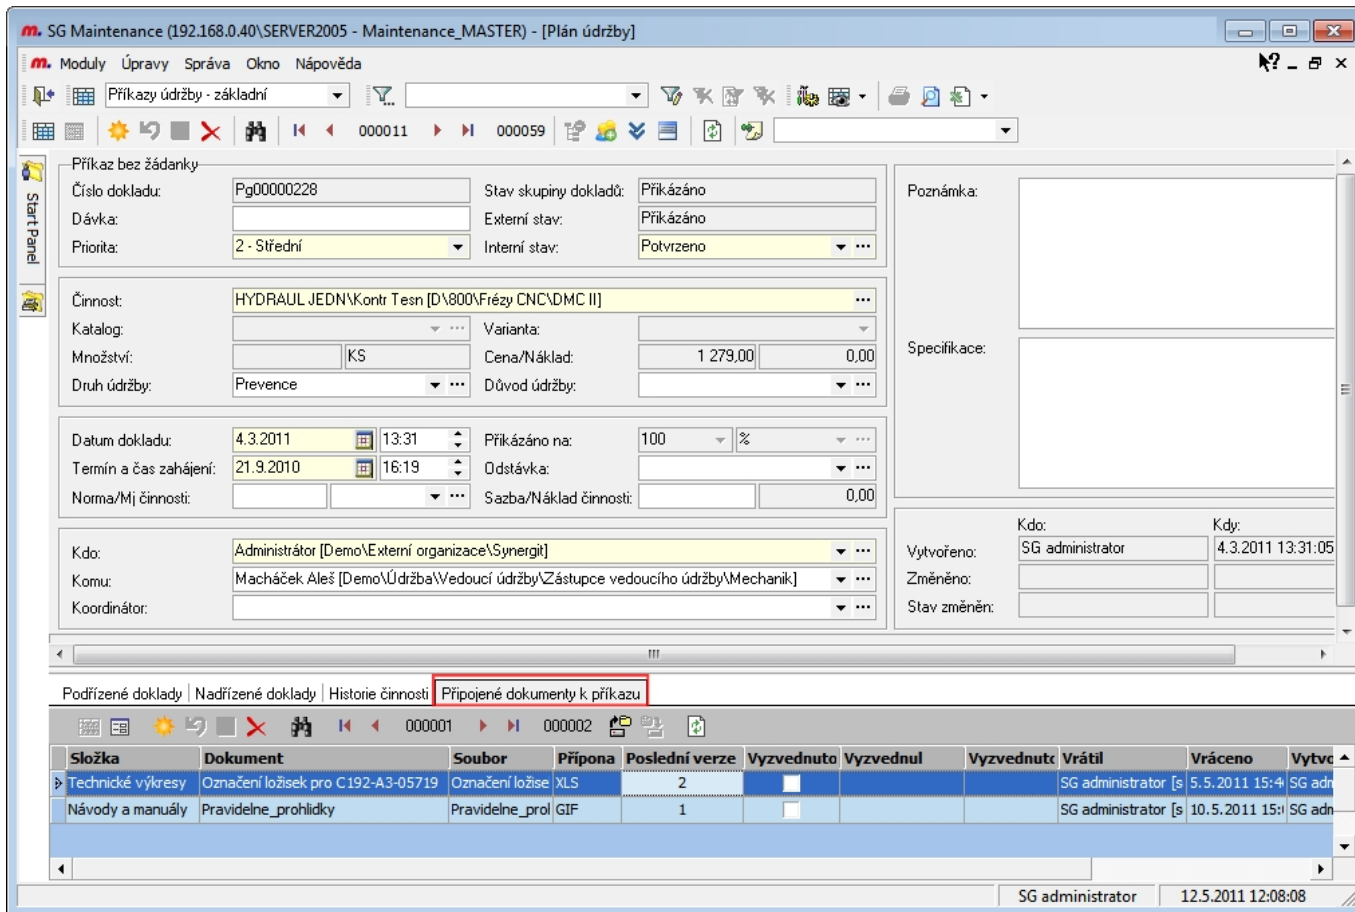 m. SG Maintenance (192.168.0.40\SERVER2005 - Maintenance_MASTER) - [Plán údržby]
m. Moduly Úpravy Správa Okno Nápověda
Příkazy údržby - základní
000011 000059
Start Panel
Příkaz bez žádanky
Číslo dokladu: Pg00000228 Stav skupiny dokladů: Přikázáno Poznámka:
Dávka: Externí stav: Přikázáno
Priorita: 2 - Střední Interní stav: Potvrzeno
Činnost: HYDRAUL JEDN\Kontr Tesn [D\800\Frézy CNC\DMC II]
Katalog: Varianta:
Množství: KS Cena/Náklad: 1 279,00 0,00 Specifikace:
Druh údržby: Prevence Důvod údržby:
Datum dokladu: 4.3.2011 13:31 Přikázáno na: 100 %
Termín a čas zahájení: 21.9.2010 16:19 Odstávka:
Norma/Mj činnosti: Sazba/Náklad činnosti: 0,00
Kdo: Kdy:
Kdo: Administrátor [Demo\Externí organizace\Synergit] Vytvořeno: SG administrator 4.3.2011 13:31:05
Komu: Macháček Aleš [Demo\Údržba\Vedoucí údržby\Zástupce vedoucího údržby\Mechanik] Změněno:
Koordinátor: Stav změněn:
Podřízené doklady Nadřízené doklady Historie činnosti Připojené dokumenty k příkazu
000001 000002
Složka Dokument Soubor Přípona Poslední verze Vyzvednuto Vyzvednul Vyzvednuto Vrátil Vráceno Vytvo
Technické výkresy Označení ložisek pro C192-A3-05719 Označení ložise XLS 2 SG administrator [s 5.5.2011 15:4 SG adn
Návody a manuály Pravidelne_prohlidky Pravidelne_prol GIF 1 SG administrator [s 10.5.2011 15: SG adn
SG administrator 12.5.2011 12:08:08